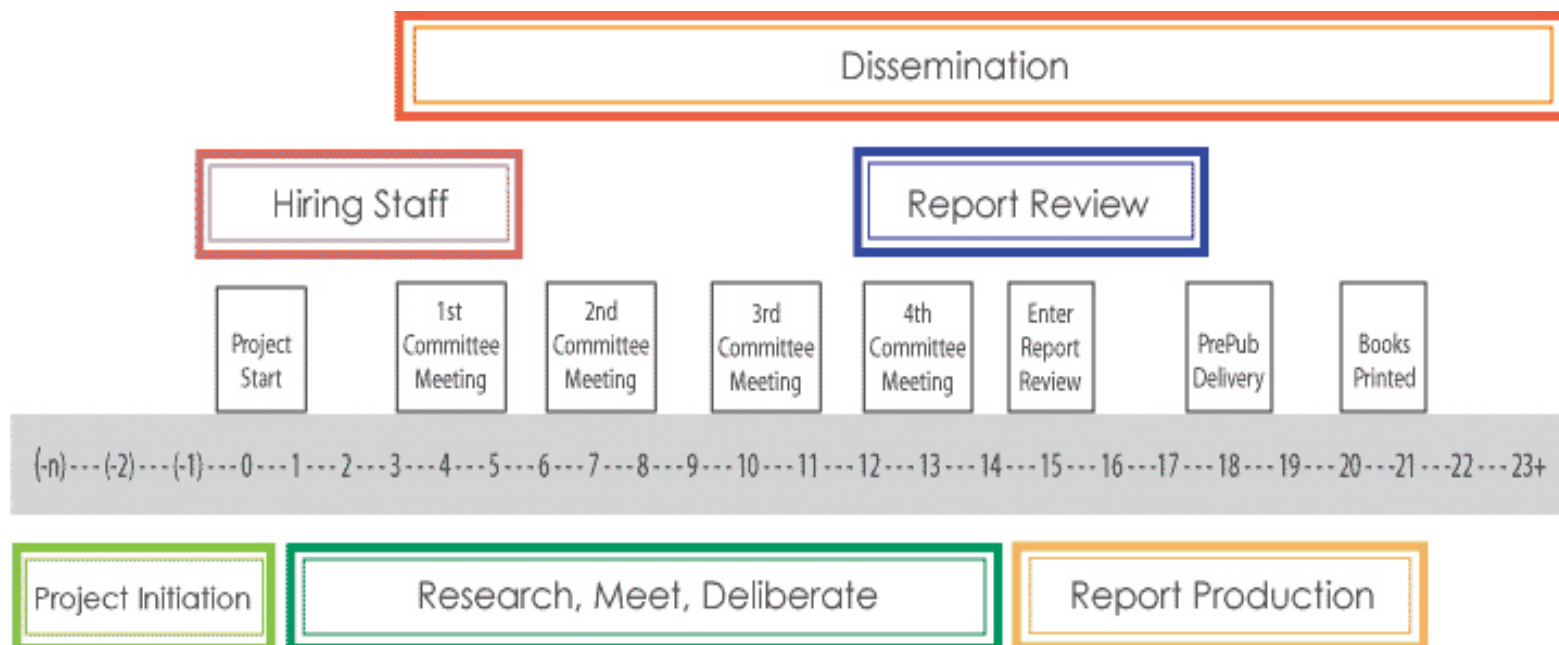 Dissemination
Hiring Staff
Report Review
Project
Start
1st
Committee
Meeting
2nd
Committee
Meeting
3rd
Committee
Meeting
4th
Committee
Meeting
Enter
Report
Review
PrePub
Delivery
Books
Printed
(-n)---(-2)---(-1)---0---1---2---3---4---5---6---7---8---9---10---11---12---13---14---15---16---17---18---19---20---21---22---23+
Project Initiation
Research, Meet, Deliberate
Report Production